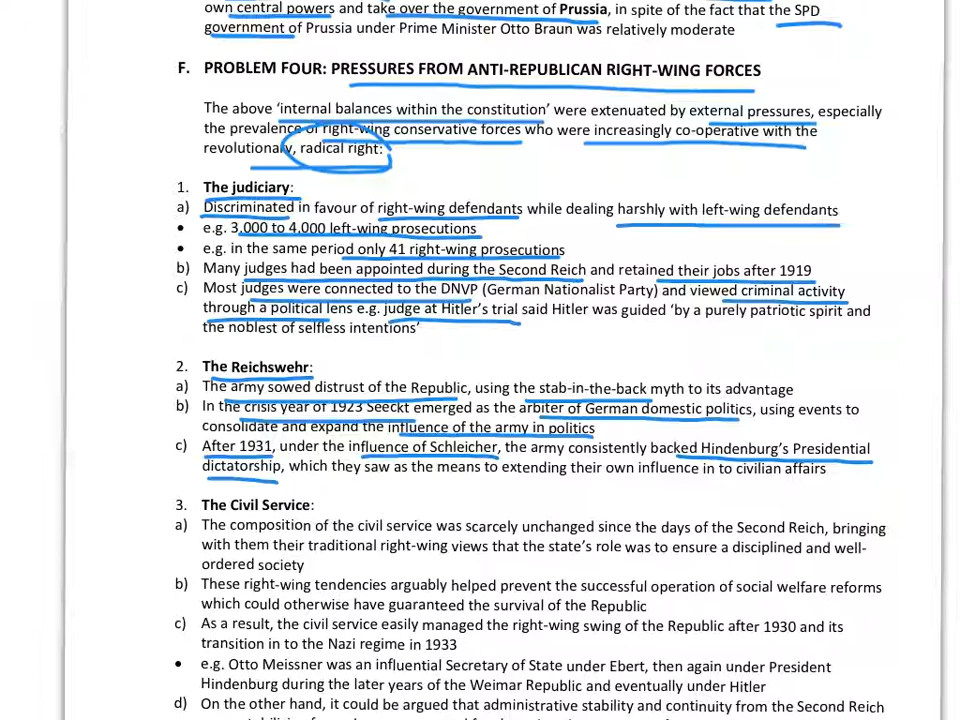 own central powers and take over the government of Prussia, in spite of the fact that the SPD
government of Prussia under Prime Minister Otto Braun was relatively moderate
F. PROBLEM FOUR: PRESSURES FROM ANTI-REPUBLICAN RIGHT-WING FORCES
The above ‘internal balances within the constitution’ were extenuated by external pressures, especially
the prevalence of right-wing conservative forces who were increasingly co-operative with the
revolutionary, radical right:
1. The judiciary:
a) Discriminated in favour of right-wing defendants while dealing harshly with left-wing defendants
• e.g. 3,000 to 4,000 left-wing prosecutions
• e.g. in the same period only 41 right-wing prosecutions
b) Many judges had been appointed during the Second Reich and retained their jobs after 1919
c) Most judges were connected to the DNVP (German Nationalist Party) and viewed criminal activity
through a political lens e.g. judge at Hitler’s trial said Hitler was guided ‘by a purely patriotic spirit and
the noblest of selfless intentions’
2. The Reichswehr:
a) The army sowed distrust of the Republic, using the stab-in-the-back myth to its advantage
b) In the crisis year of 1923 Seeckt emerged as the arbiter of German domestic politics, using events to
consolidate and expand the influence of the army in politics
c) After 1931, under the influence of Schleicher, the army consistently backed Hindenburg’s Presidential
dictatorship, which they saw as the means to extending their own influence in to civilian affairs
3. The Civil Service:
a) The composition of the civil service was scarcely unchanged since the days of the Second Reich, bringing
with them their traditional right-wing views that the state’s role was to ensure a disciplined and well-
ordered society
b) These right-wing tendencies arguably helped prevent the successful operation of social welfare reforms
which could otherwise have guaranteed the survival of the Republic
c) As a result, the civil service easily managed the right-wing swing of the Republic after 1930 and its
transition in to the Nazi regime in 1933
• e.g. Otto Meissner was an influential Secretary of State under Ebert, then again under President
Hindenburg during the later years of the Weimar Republic and eventually under Hitler
d) On the other hand, it could be argued that administrative stability and continuity from the Second Reich